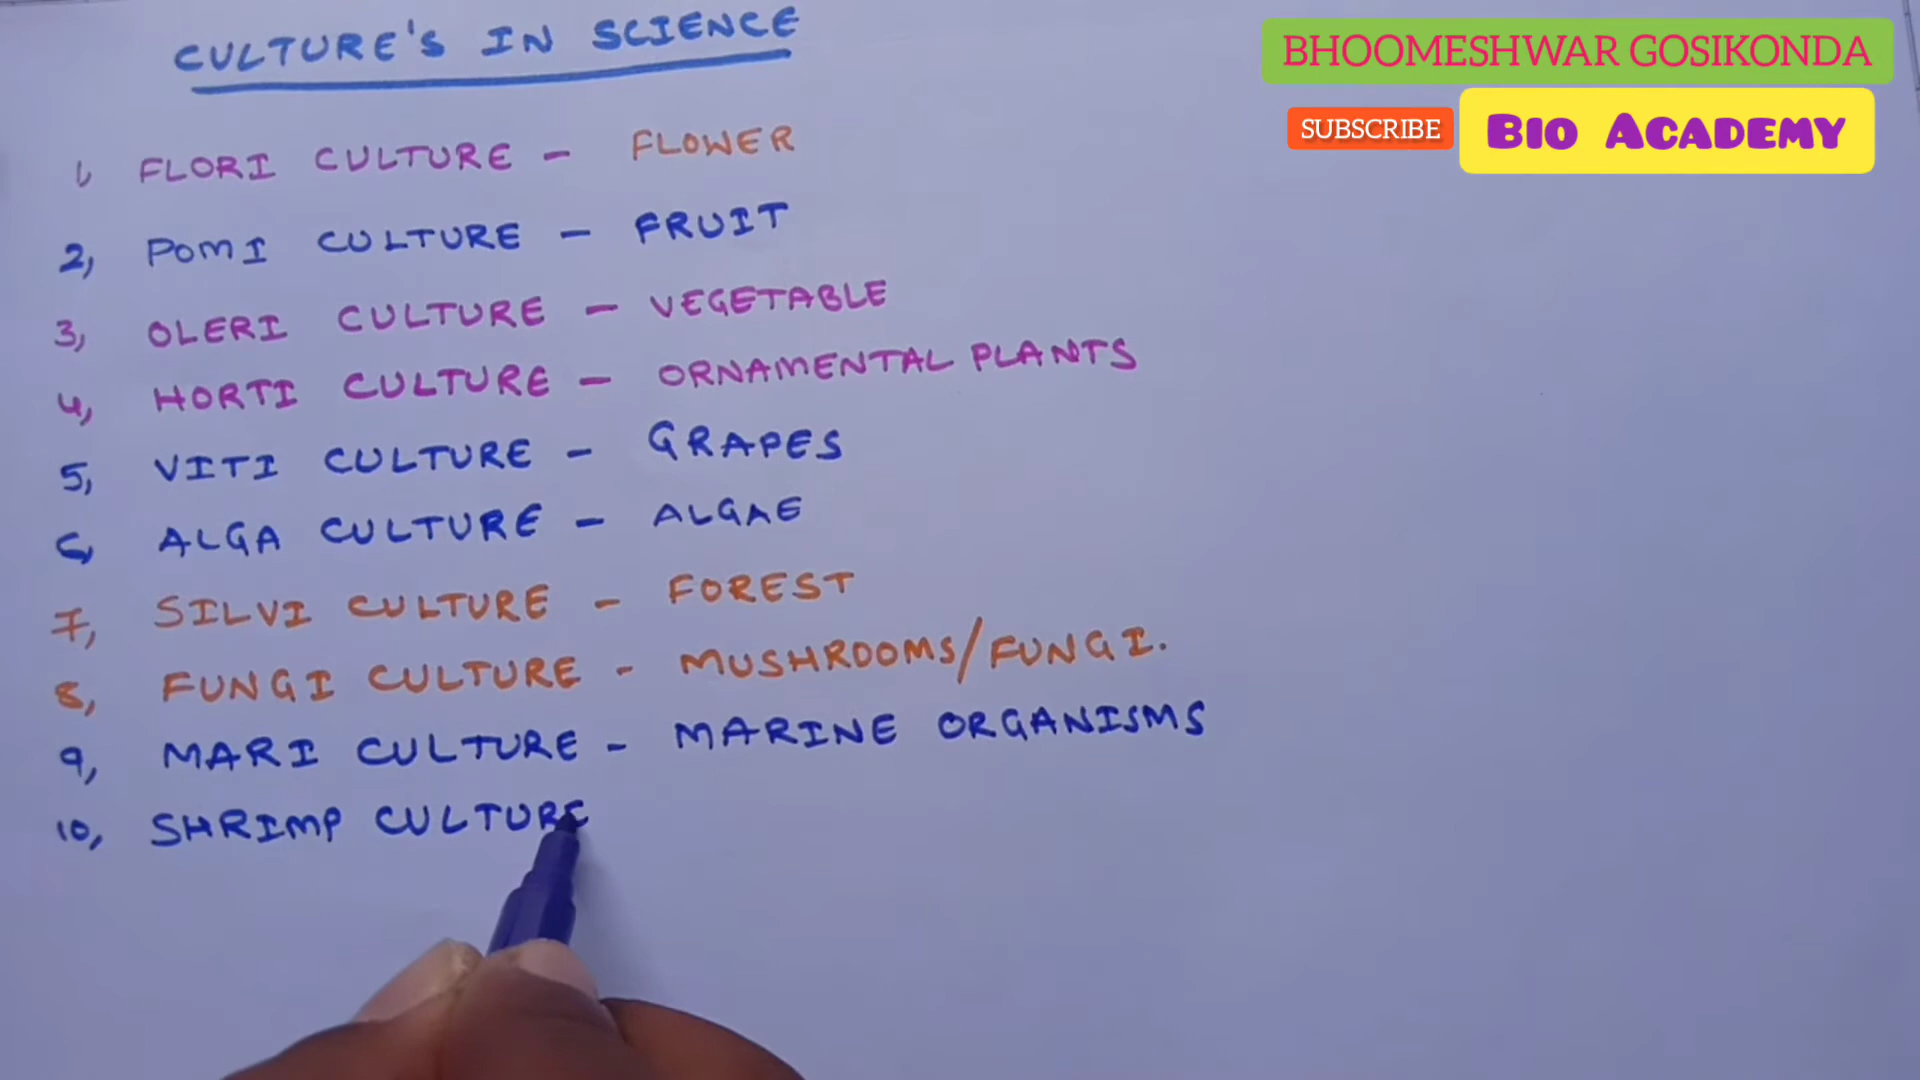 CULTURE'S IN SCIENCE
BHOOMESHWAR GOSIKONDA
SUBSCRIBE
BIO ACADEMY
1, FLORI CULTURE - FLOWER
2, POMI CULTURE - FRUIT
3, OLERI CULTURE - VEGETABLE
4, HORTI CULTURE - ORNAMENTAL PLANTS
5, VITI CULTURE - GRAPES
6, ALGA CULTURE - ALGAE
7, SILVI CULTURE - FOREST
8, FUNGI CULTURE - MUSHROOMS/FUNGI.
9, MARI CULTURE - MARINE ORGANISMS
10, SHRIMP CULTURE